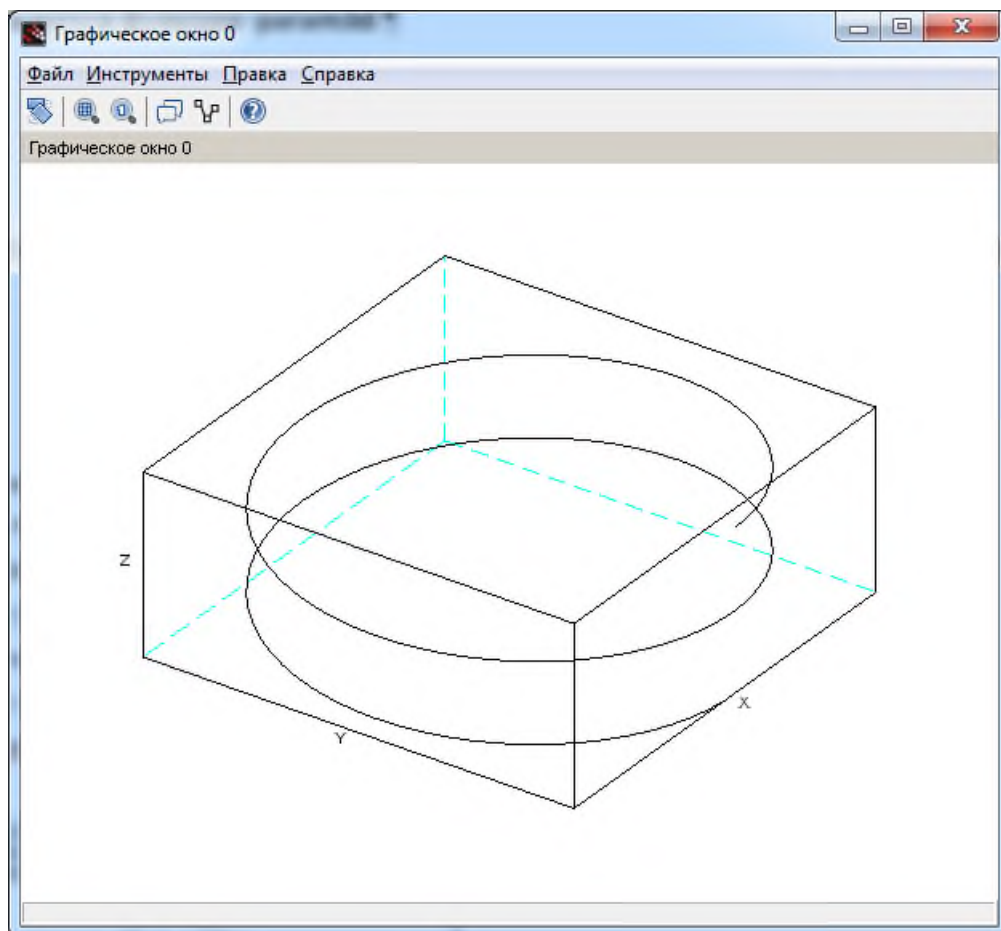 Графическое окно 0
Файл Инструменты Правка Справка
Графическое окно 0
Z
X
Y